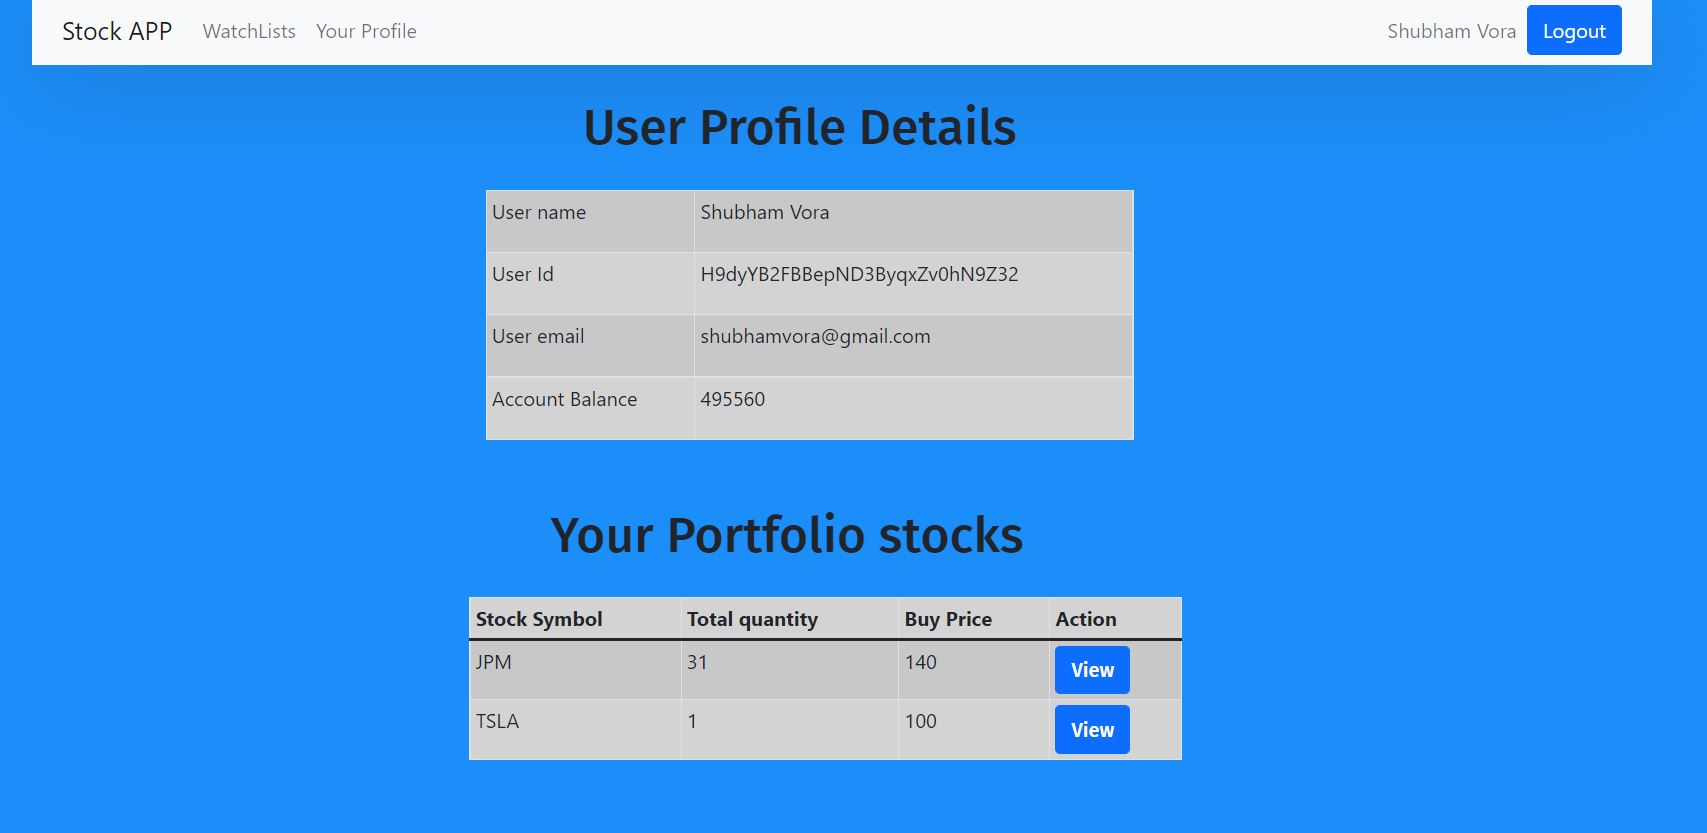 Stock APP WatchLists Your Profile Shubham Vora Logout
User Profile Details
User name Shubham Vora
User Id H9dyYB2FBBepND3ByqxZv0hN9Z32
User email shubhamvora@gmail.com
Account Balance 495560
Your Portfolio stocks
Stock Symbol Total quantity Buy Price Action
JPM 31 140 View
TSLA 1 100 View